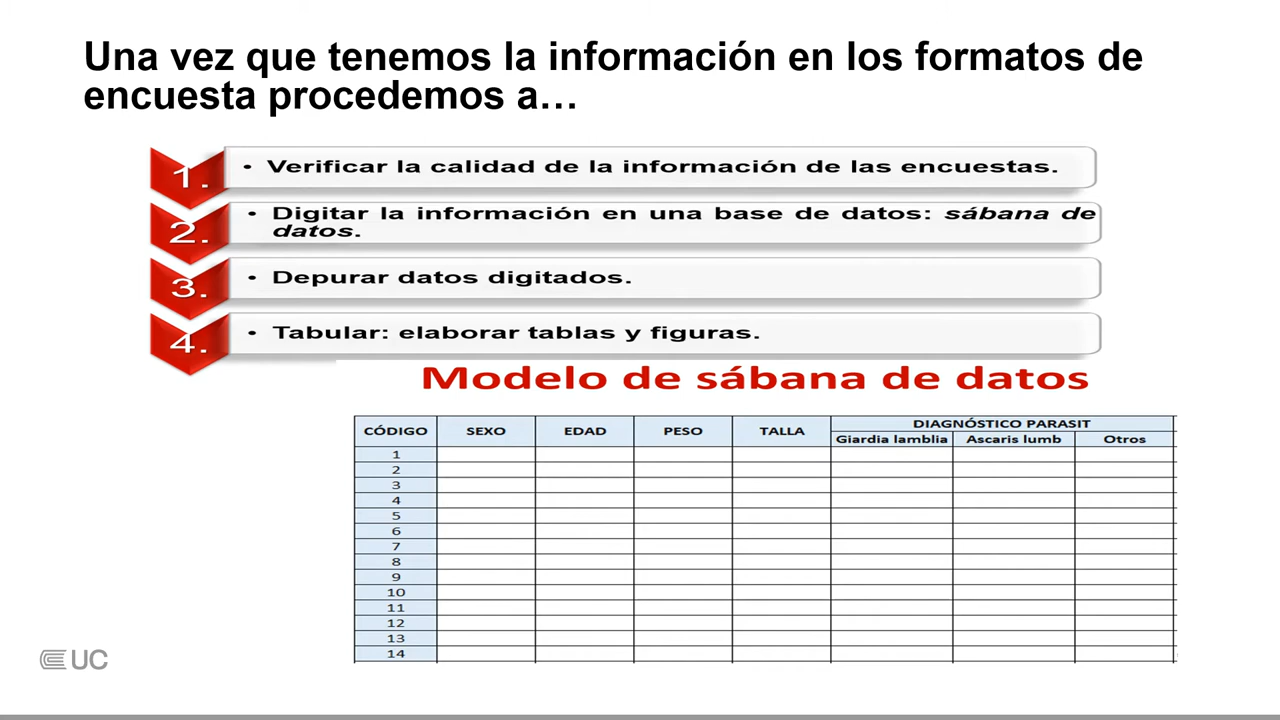 Una vez que tenemos la información en los formatos de
encuesta procedemos a…
1. • Verificar la calidad de la información de las encuestas.
2. • Digitar la información en una base de datos: sábana de
datos.
3. • Depurar datos digitados.
4. • Tabular: elaborar tablas y figuras.
Modelo de sábana de datos
CÓDIGO SEXO EDAD PESO TALLA DIAGNÓSTICO PARASIT
Giardia lamblia Ascaris lumb Otros
1
2
3
4
5
6
7
8
9
10
11
12
13
14
UC